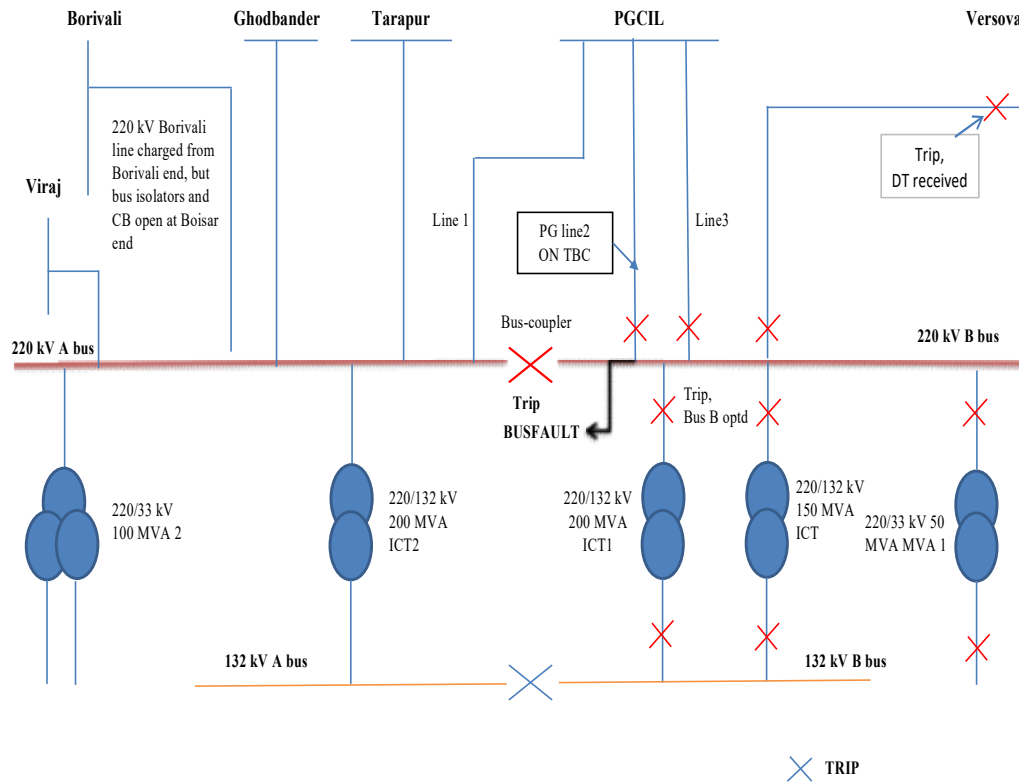 Borivali
Ghodbander
Tarapur
PGCIL
Versova
220 kV Borivali
line charged from
Borivali end, but
bus isolators and
CB open at Boisar
end
Trip,
DT received
Viraj
Line 1
PG line2
ON TBC
Line3
Bus-coupler
220 kV A bus
220 kV B bus
Trip
BUSFAULT
Trip,
Bus B optd
220/33 kV
100 MVA 2
220/132 kV
200 MVA
ICT2
220/132 kV
200 MVA
ICT1
220/132 kV
150 MVA
ICT
220/33 kV 50
MVA MVA 1
132 kV A bus
132 kV B bus
TRIP